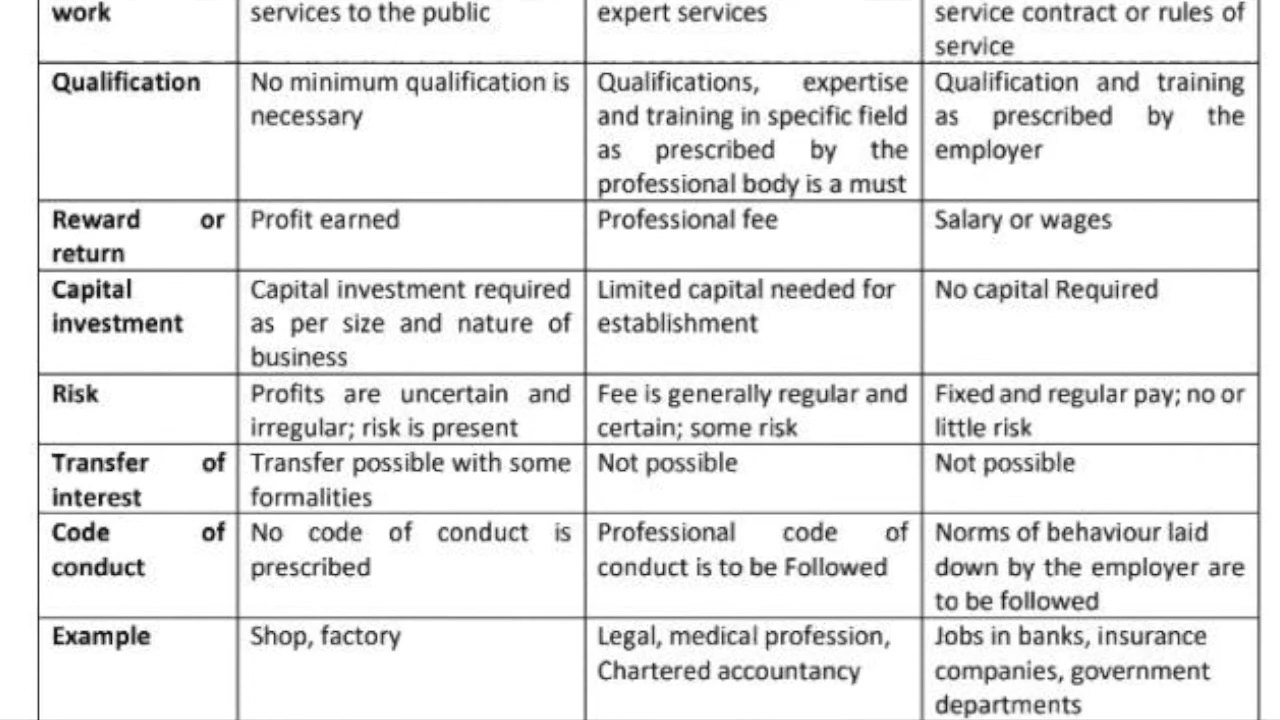 work services to the public expert services service contract or rules of
service
Qualification No minimum qualification is Qualifications, expertise Qualification and training
necessary and training in specific field as prescribed by the
as prescribed by the employer
professional body is a must
Reward or Profit earned Professional fee Salary or wages
return
Capital Capital investment required Limited capital needed for No capital Required
investment as per size and nature of establishment
business
Risk Profits are uncertain and Fee is generally regular and Fixed and regular pay; no or
irregular; risk is present certain; some risk little risk
Transfer of Transfer possible with some Not possible Not possible
interest formalities
Code of No code of conduct is Professional code of Norms of behaviour laid
conduct prescribed conduct is to be Followed down by the employer are
to be followed
Example Shop, factory Legal, medical profession, Jobs in banks, insurance
Chartered accountancy companies, government
departments